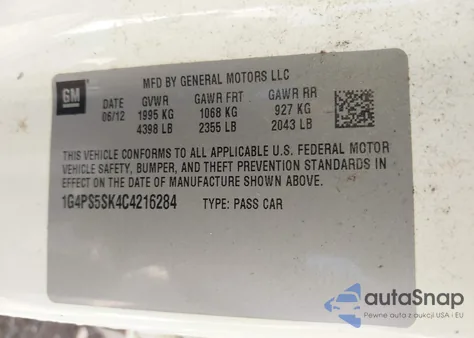 GM
MFD BY GENERAL MOTORS LLC
DATE GVWR GAWR FRT GAWR RR
06/12 1995 KG 1068 KG 927 KG
4398 LB 2355 LB 2043 LB
THIS VEHICLE CONFORMS TO ALL APPLICABLE U.S. FEDERAL MOTOR
VEHICLE SAFETY, BUMPER, AND THEFT PREVENTION STANDARDS IN
EFFECT ON THE DATE OF MANUFACTURE SHOWN ABOVE.
1G4PS5SK4C4216284 TYPE: PASS CAR
autaSnap
Pewne auta z aukcji USA i EU